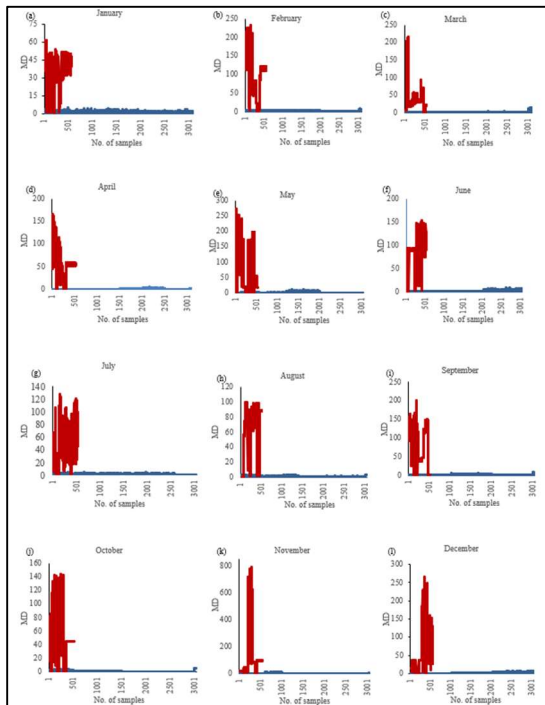 (a) January (b) February (c) March
MD 75 60 45 30 15 0
1 501 1001 1501 2001 2501 3001
No. of samples
MD 250 200 150 100 50 0
1 501 1001 1501 2001 2501 3001
No. of samples
MD 250 200 150 100 50 0
1 501 1001 1501 2001 2501 3001
No. of samples
(d) April (e) May (f) June
MD 200 150 100 50 0
1 501 1001 1501 2001 2501 3001
No. of samples
MD 300 250 200 150 100 50 0
1 501 1001 1501 2001 2501 3001
No. of samples
MD 200 150 100 50 0
1 501 1001 1501 2001 2501 3001
No. of samples
(g) July (h) August (i) September
MD 140 120 100 80 60 40 20 0
1 501 1001 1501 2001 2501 3001
No. of samples
MD 120 100 80 60 40 20 0
1 501 1001 1501 2001 2501 3001
No. of samples
MD 250 200 150 100 50 0
1 501 1001 1501 2001 2501 3001
No. of samples
(j) October (k) November (l) December
MD 160 140 120 100 80 60 40 20 0
1 501 1001 1501 2001 2501 3001
No. of samples
MD 800 600 400 200 0
1 501 1001 1501 2001 2501 3001
No. of samples
MD 300 250 200 150 100 50 0
1 501 1001 1501 2001 2501 3001
No. of samples